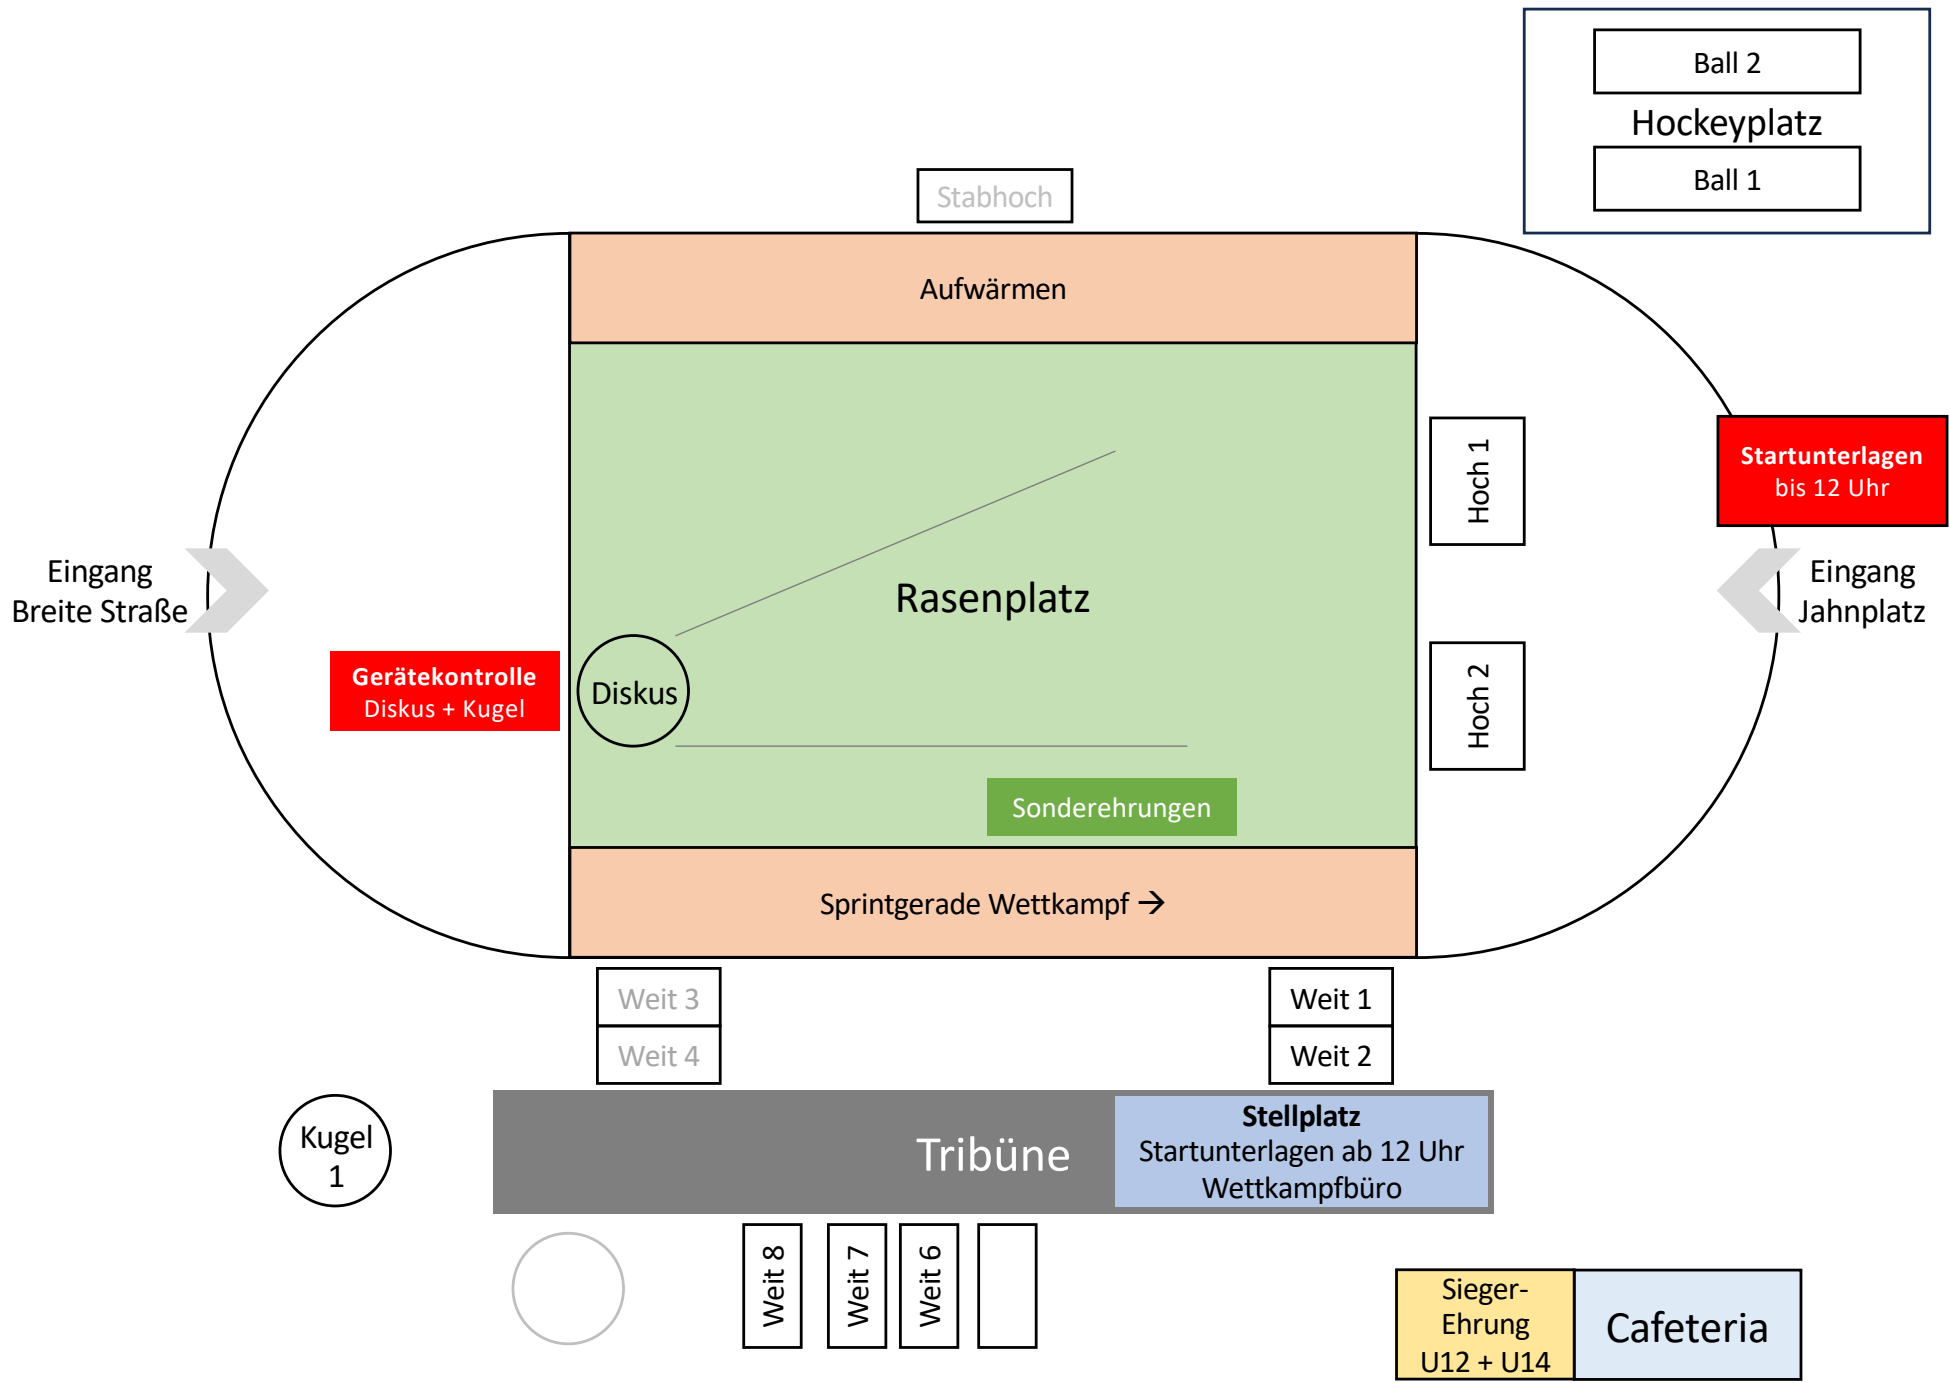 Ball 2
Hockeyplatz
Ball 1
Stabhoch
Aufwärmen
Hoch 1
Startunterlagen
bis 12 Uhr
Eingang
Breite Straße
Rasenplatz
Eingang
Jahnplatz
Gerätekontrolle
Diskus + Kugel
Diskus
Hoch 2
Sonderehrungen
Sprintgerade Wettkampf →
Weit 3
Weit 1
Weit 4
Weit 2
Kugel
1
Tribüne
Stellplatz
Startunterlagen ab 12 Uhr
Wettkampfbüro
Weit 8
Weit 7
Weit 6
Sieger-
Ehrung
U12 + U14
Cafeteria